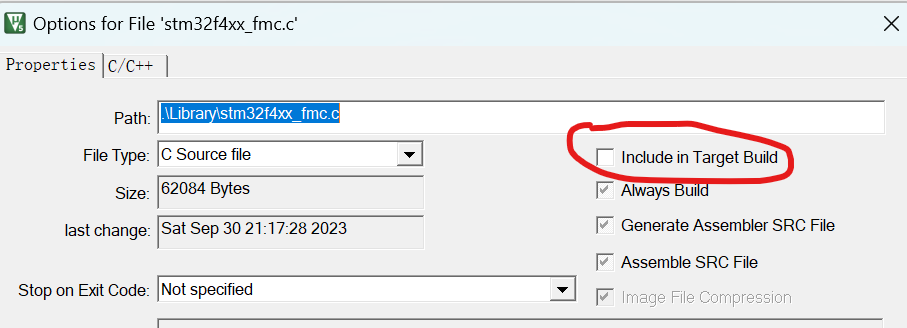 Options for File 'stm32f4xx_fmc.c'
Properties C/C++
Path: .\Library\stm32f4xx_fmc.c
File Type: C Source file
Include in Target Build
Size: 62084 Bytes
Always Build
last change: Sat Sep 30 21:17:28 2023
Generate Assembler SRC File
Assemble SRC File
Stop on Exit Code: Not specified
Image File Compression